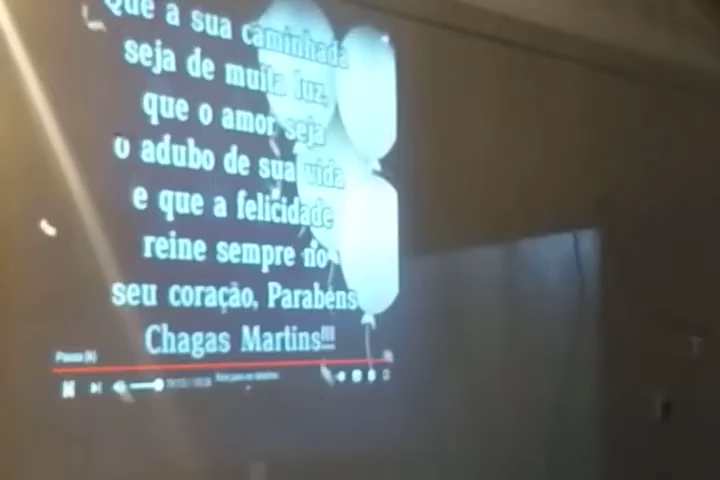 Que a sua caminhada
seja de muita luz,
que o amor seja
o adubo de sua vida
e que a felicidade
reine sempre no
seu coração, Parabéns
Chagas Martins!!!
Pausa (k)